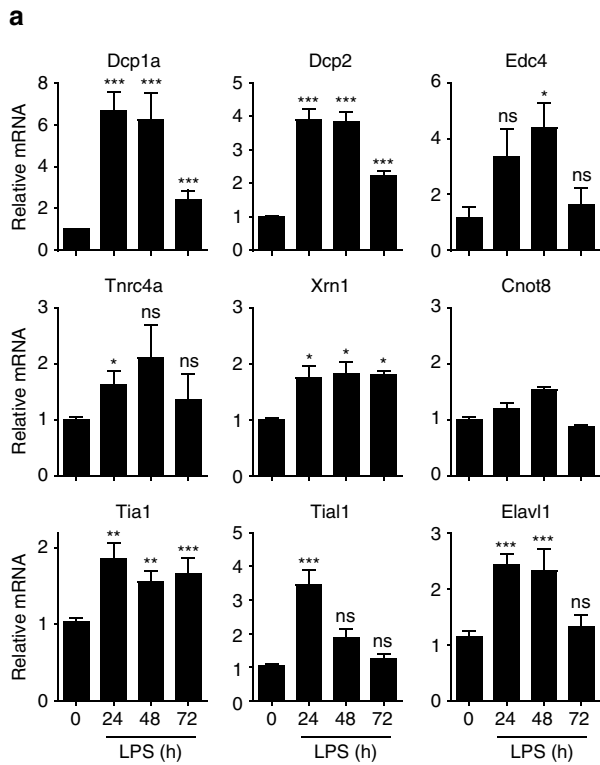 a
Dcp1a Dcp2 Edc4
Relative mRNA
8
6
4
2
0
*** *** ***
5
4
3
2
1
0
*** *** ***
6
4
2
0
ns * ns
Tnrc4a Xrn1 Cnot8
Relative mRNA
3
2
1
0
* ns ns
3
2
1
0
* * *
3
2
1
0
Tia1 Tial1 Elavl1
Relative mRNA
2
1
0
** ** ***
5
4
3
2
1
0
*** ns ns
3
2
1
0
*** *** ns
0 24 48 72 0 24 48 72 0 24 48 72
LPS (h) LPS (h) LPS (h)